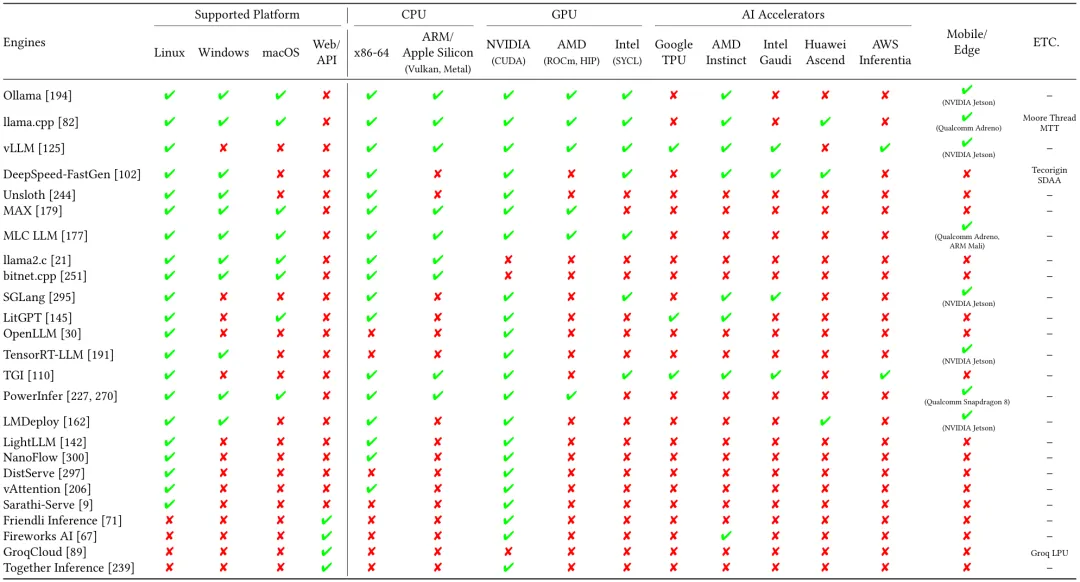 Supported Platform CPU GPU AI Accelerators
Engines Linux Windows macOS Web/API x86-64 ARM/Apple Silicon (Vulkan, Metal) NVIDIA (CUDA) AMD (ROCm, HIP) Intel (SYCL) Google TPU AMD Instinct Intel Gaudi Huawei Ascend AWS Inferentia Mobile/Edge ETC.
Ollama [194] ✔ ✔ ✔ ✘ ✔ ✔ ✔ ✔ ✔ ✘ ✔ ✘ ✘ ✘ ✔ (NVIDIA Jetson) –
llama.cpp [82] ✔ ✔ ✔ ✘ ✔ ✔ ✔ ✔ ✔ ✘ ✔ ✘ ✔ ✘ ✔ (Qualcomm Adreno) Moore Thread MTT
vLLM [125] ✔ ✘ ✘ ✘ ✔ ✔ ✔ ✔ ✔ ✔ ✔ ✔ ✘ ✔ ✔ (NVIDIA Jetson) –
DeepSpeed-FastGen [102] ✔ ✔ ✘ ✘ ✔ ✘ ✔ ✘ ✔ ✘ ✔ ✔ ✔ ✘ ✘ Tecorigin SDAA
Unsloth [244] ✔ ✔ ✘ ✘ ✔ ✘ ✔ ✘ ✘ ✘ ✘ ✘ ✘ ✘ ✘ –
MAX [179] ✔ ✔ ✔ ✘ ✔ ✔ ✔ ✔ ✘ ✘ ✘ ✘ ✘ ✘ ✘ –
MLC LLM [177] ✔ ✔ ✔ ✘ ✔ ✔ ✔ ✔ ✔ ✘ ✘ ✘ ✘ ✘ ✔ (Qualcomm Adreno, ARM Mali) –
llama2.c [21] ✔ ✔ ✔ ✘ ✔ ✔ ✘ ✘ ✘ ✘ ✘ ✘ ✘ ✘ ✘ –
bitnet.cpp [251] ✔ ✔ ✔ ✘ ✔ ✔ ✘ ✘ ✘ ✘ ✘ ✘ ✘ ✘ ✘ –
SGLang [295] ✔ ✘ ✘ ✘ ✔ ✘ ✔ ✘ ✔ ✘ ✔ ✔ ✘ ✘ ✔ (NVIDIA Jetson) –
LitGPT [145] ✔ ✘ ✔ ✘ ✔ ✘ ✔ ✘ ✘ ✔ ✔ ✘ ✘ ✘ ✘ –
OpenLLM [30] ✔ ✘ ✘ ✘ ✘ ✘ ✔ ✘ ✘ ✘ ✘ ✘ ✘ ✘ ✘ –
TensorRT-LLM [191] ✔ ✔ ✘ ✘ ✘ ✘ ✔ ✘ ✘ ✘ ✘ ✘ ✘ ✘ ✔ (NVIDIA Jetson) –
TGI [110] ✔ ✘ ✘ ✘ ✔ ✔ ✔ ✘ ✔ ✔ ✔ ✔ ✘ ✔ ✘ –
PowerInfer [227, 270] ✔ ✔ ✔ ✘ ✔ ✔ ✔ ✔ ✘ ✘ ✘ ✘ ✘ ✘ ✔ (Qualcomm Snapdragon 8) –
LMDeploy [162] ✔ ✔ ✘ ✘ ✔ ✘ ✔ ✘ ✘ ✘ ✘ ✘ ✔ ✘ ✔ (NVIDIA Jetson) –
LightLLM [142] ✔ ✘ ✘ ✘ ✔ ✘ ✔ ✘ ✘ ✘ ✘ ✘ ✘ ✘ ✘ –
NanoFlow [300] ✔ ✘ ✘ ✘ ✔ ✘ ✔ ✘ ✘ ✘ ✘ ✘ ✘ ✘ ✘ –
DistServe [297] ✔ ✘ ✘ ✘ ✘ ✘ ✔ ✘ ✘ ✘ ✘ ✘ ✘ ✘ ✘ –
vAttention [206] ✔ ✘ ✘ ✘ ✔ ✘ ✔ ✘ ✘ ✘ ✘ ✘ ✘ ✘ ✘ –
Sarathi-Serve [9] ✔ ✘ ✘ ✘ ✘ ✘ ✔ ✘ ✘ ✘ ✘ ✘ ✘ ✘ ✘ –
Friendli Inference [71] ✘ ✘ ✘ ✔ ✘ ✘ ✔ ✘ ✘ ✘ ✘ ✘ ✘ ✘ ✘ –
Fireworks AI [67] ✘ ✘ ✘ ✔ ✘ ✘ ✔ ✘ ✘ ✘ ✔ ✘ ✘ ✘ ✘ –
GroqCloud [89] ✘ ✘ ✘ ✔ ✘ ✘ ✘ ✘ ✘ ✘ ✘ ✘ ✘ ✘ ✘ Groq LPU
Together Inference [239] ✘ ✘ ✘ ✔ ✘ ✘ ✔ ✘ ✘ ✘ ✘ ✘ ✘ ✘ ✘ –